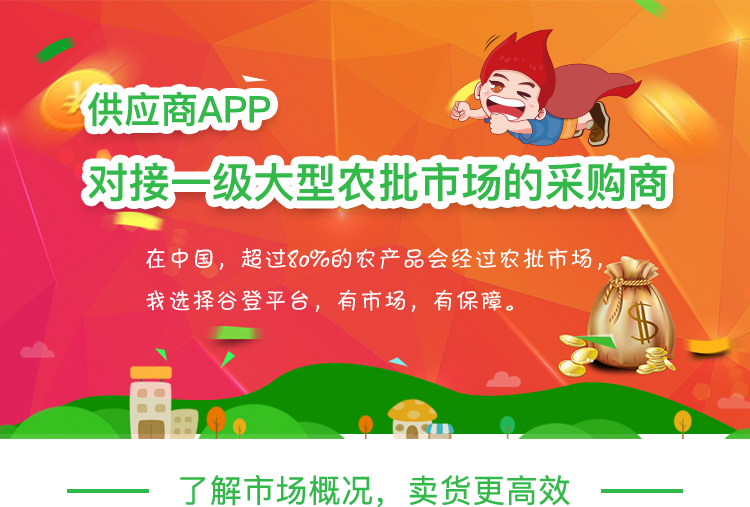 供应商APP
对接一级大型农批市场的采购商
在中国，超过80%的农产品会经过农批市场，
我选择谷登平台，有市场，有保障。
了解市场概况，卖货更高效